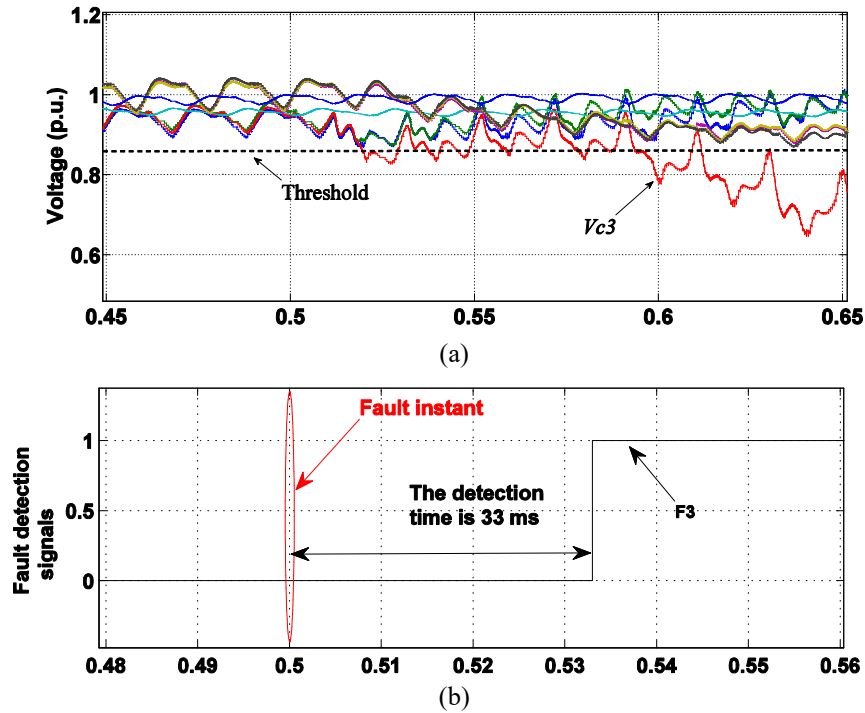 1.2
1
0.8
0.6
Voltage (p.u.)
Threshold
Vc3
0.45
0.5
0.55
0.6
0.65
(a)
Fault instant
1
0.5
0
Fault detection
signals
The detection
time is 33 ms
F3
0.48
0.49
0.5
0.51
0.52
0.53
0.54
0.55
0.56
(b)